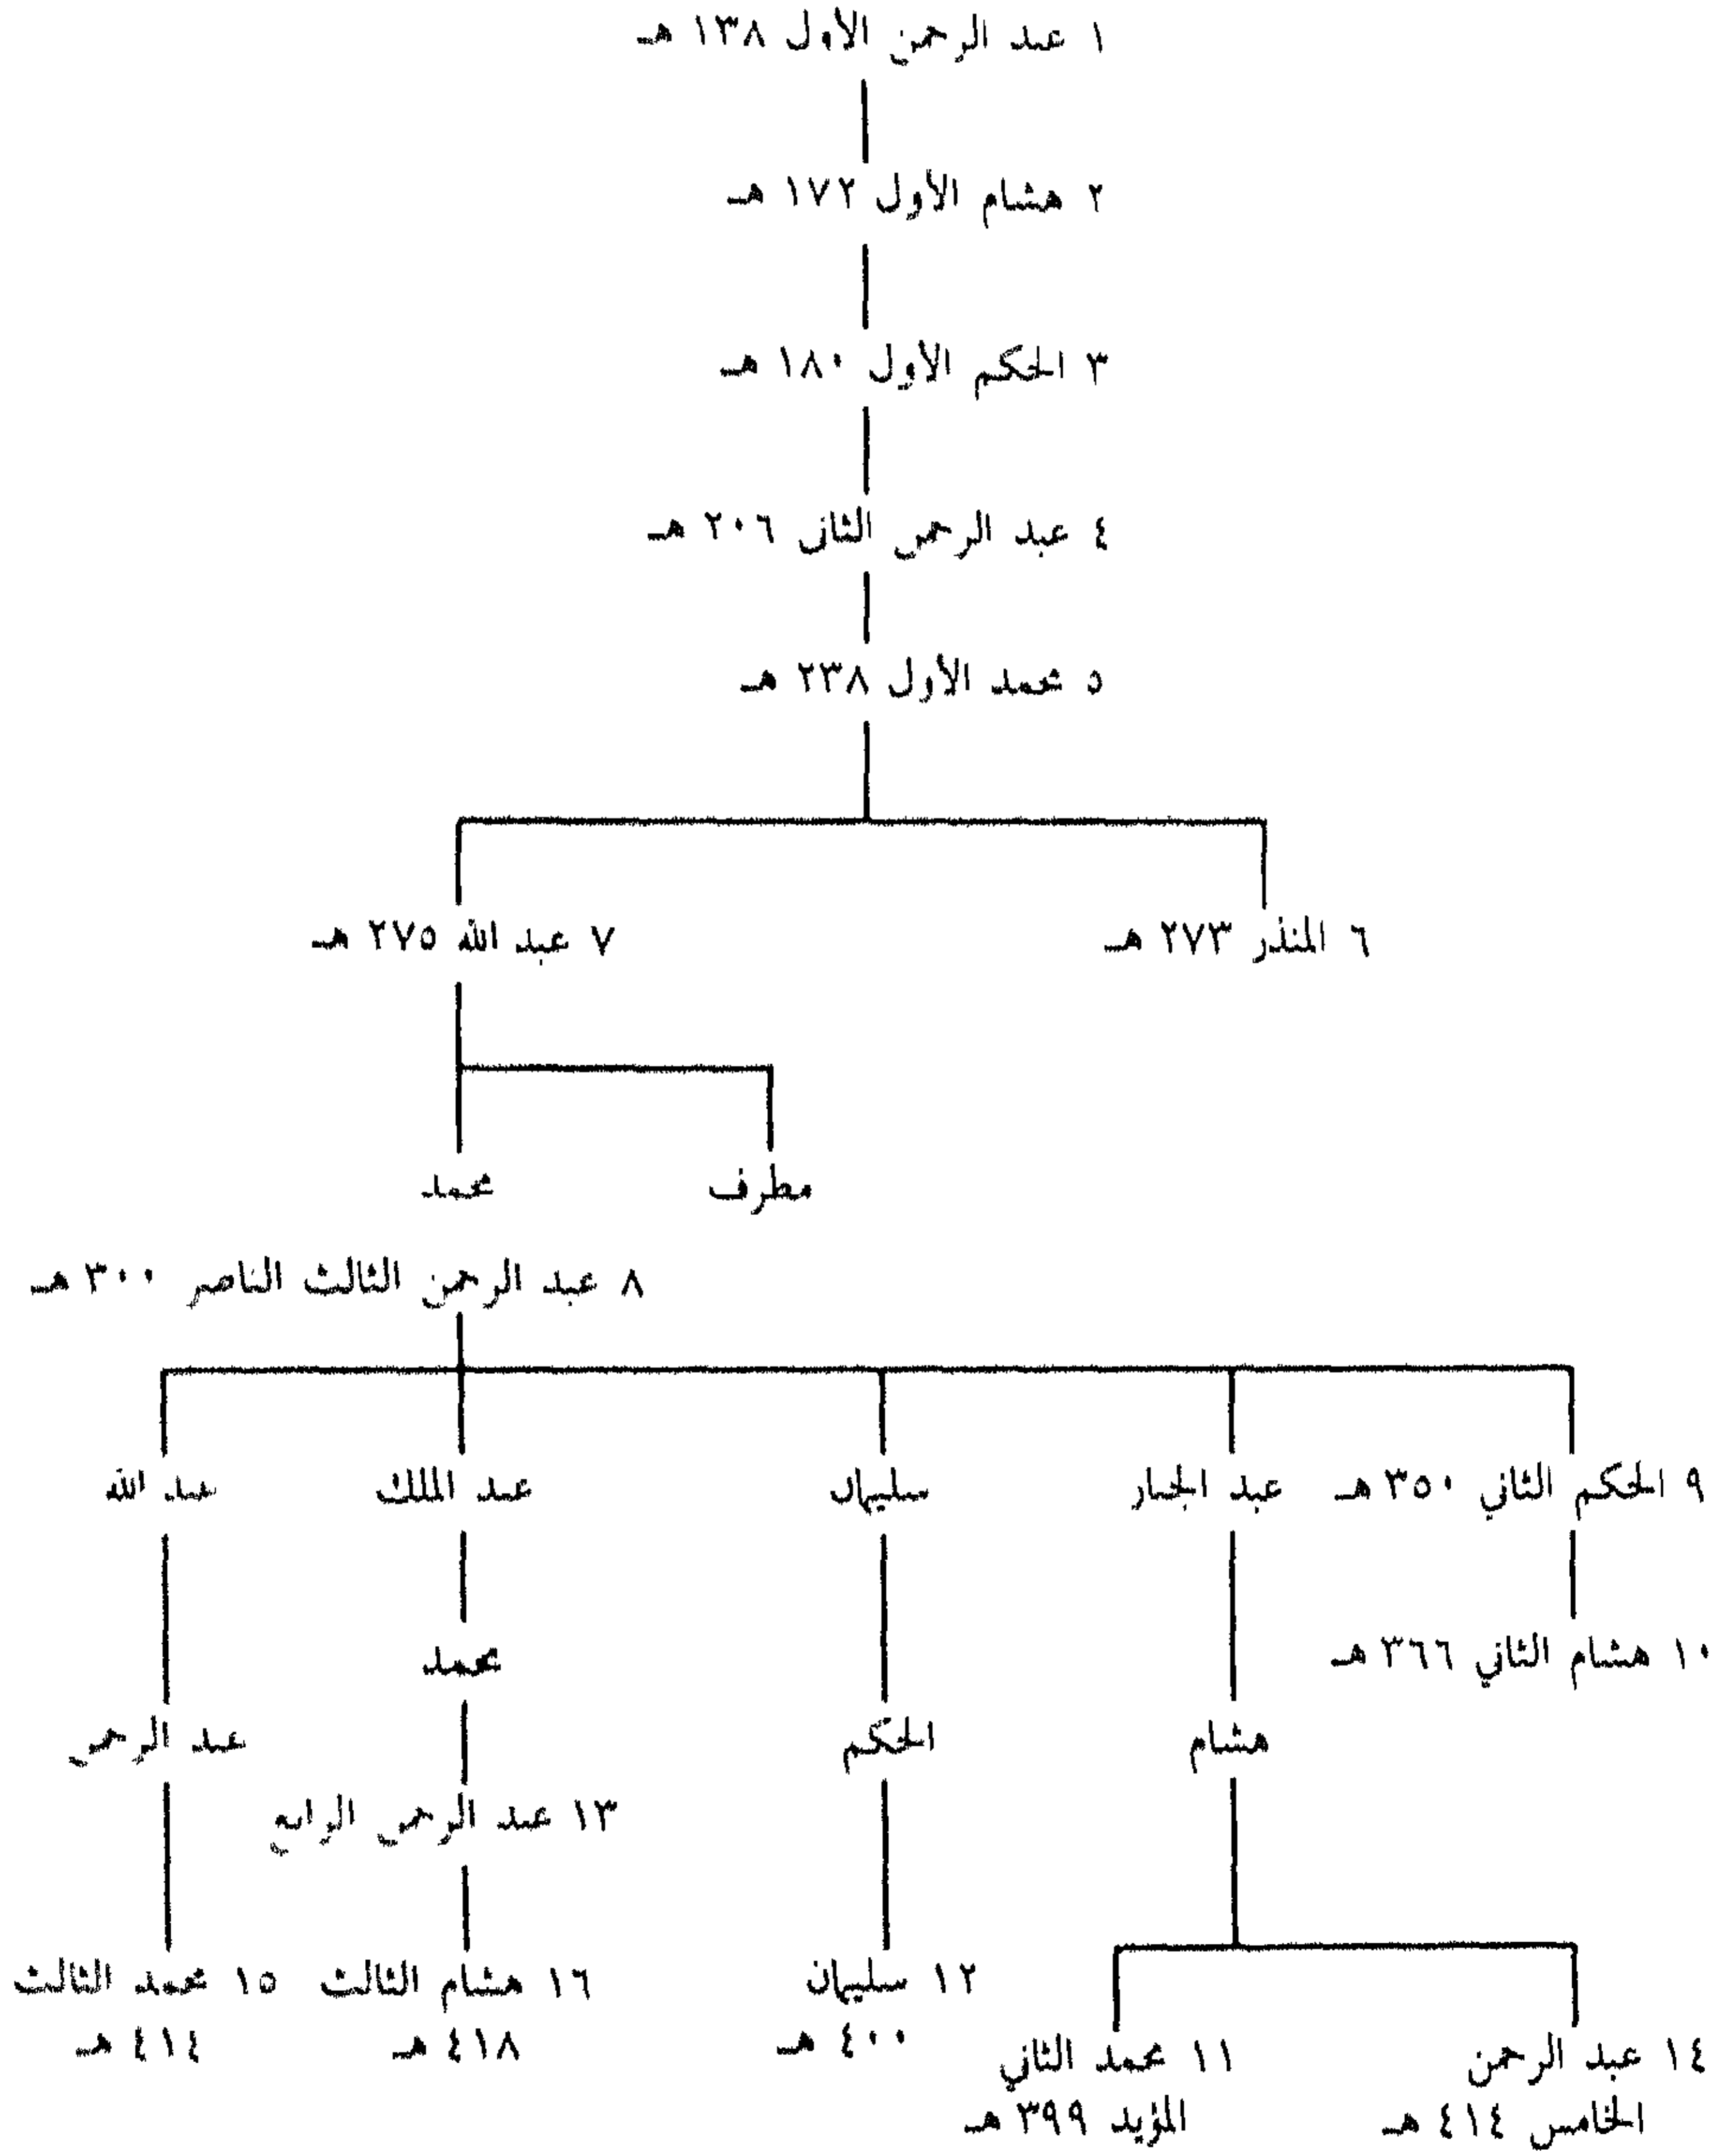 ١ عبد الرحمن الأول ١٣٨ هـ
٢ هشام الأول ١٧٢ هـ
٣ الحكم الأول ١٨٠ هـ
٤ عبد الرحمن الثانى ٢٠٦ هـ
٥ محمد الأول ٢٣٨ هـ
٦ المنذر ٢٧٣ هـ
٧ عبد الله ٢٧٥ هـ
مطرف
محمد
٨ عبد الرحمن الثالث الناصر ٣٠٠ هـ
٩ الحكم الثاني ٣٥٠ هـ
عبد الجبار
سليمان
عبد الملك
عبد الله
١٠ هشام الثاني ٣٦٦ هـ
محمد
هشام
الحكم
عبد الرحمن
١٣ عبد الرحمن الرابع
١٢ سليمان
٤٠٠ هـ
١٦ هشام الثالث
٤١٨ هـ
١٥ محمد الثالث
٤١٤ هـ
١٤ عبد الرحمن
الخامس ٤١٤ هـ
١١ محمد الثاني
المؤيد ٣٩٩ هـ